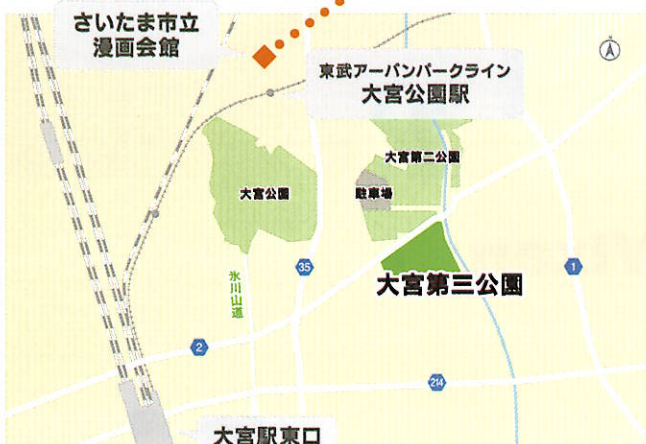 さいたま市立
漫画会館
東武アーバンパークライン
大宮公園駅
大宮第二公園
大宮公園
駐車場
35
大宮第三公園
1
氷川山道
2
214
大宮駅東口